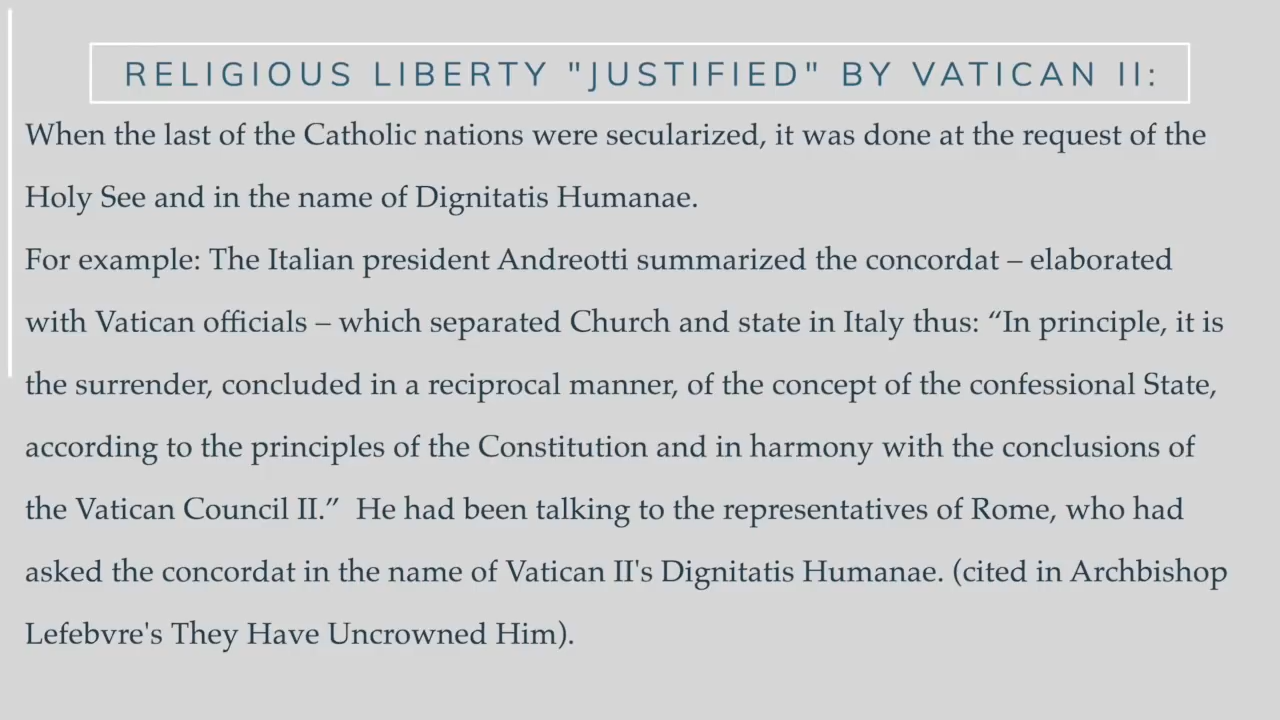 RELIGIOUS LIBERTY "JUSTIFIED" BY VATICAN II:
When the last of the Catholic nations were secularized, it was done at the request of the
Holy See and in the name of Dignitatis Humanae.
For example: The Italian president Andreotti summarized the concordat – elaborated
with Vatican officials – which separated Church and state in Italy thus: “In principle, it is
the surrender, concluded in a reciprocal manner, of the concept of the confessional State,
according to the principles of the Constitution and in harmony with the conclusions of
the Vatican Council II.”  He had been talking to the representatives of Rome, who had
asked the concordat in the name of Vatican II's Dignitatis Humanae. (cited in Archbishop
Lefebvre's They Have Uncrowned Him).